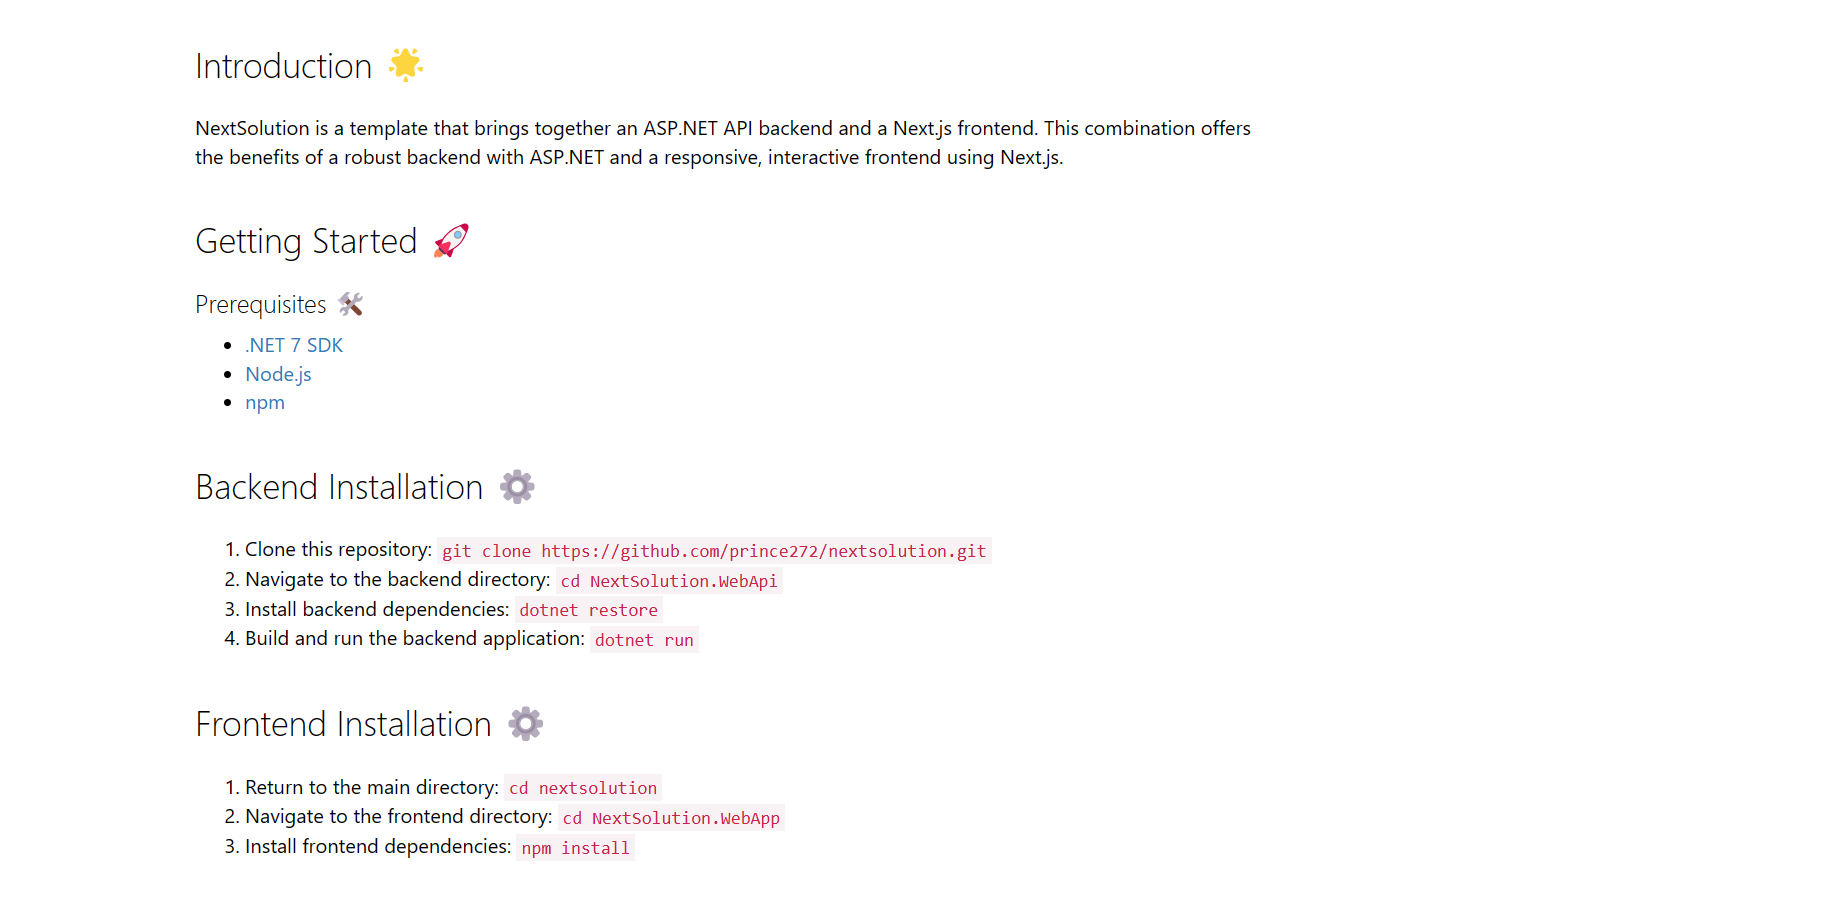 Introduction 🌟
NextSolution is a template that brings together an ASP.NET API backend and a Next.js frontend. This combination offers
the benefits of a robust backend with ASP.NET and a responsive, interactive frontend using Next.js.
Getting Started 🚀
Prerequisites 🛠️
• .NET 7 SDK
• Node.js
• npm
Backend Installation ⚙️
1. Clone this repository: git clone https://github.com/prince272/nextsolution.git
2. Navigate to the backend directory: cd NextSolution.WebApi
3. Install backend dependencies: dotnet restore
4. Build and run the backend application: dotnet run
Frontend Installation ⚙️
1. Return to the main directory: cd nextsolution
2. Navigate to the frontend directory: cd NextSolution.WebApp
3. Install frontend dependencies: npm install